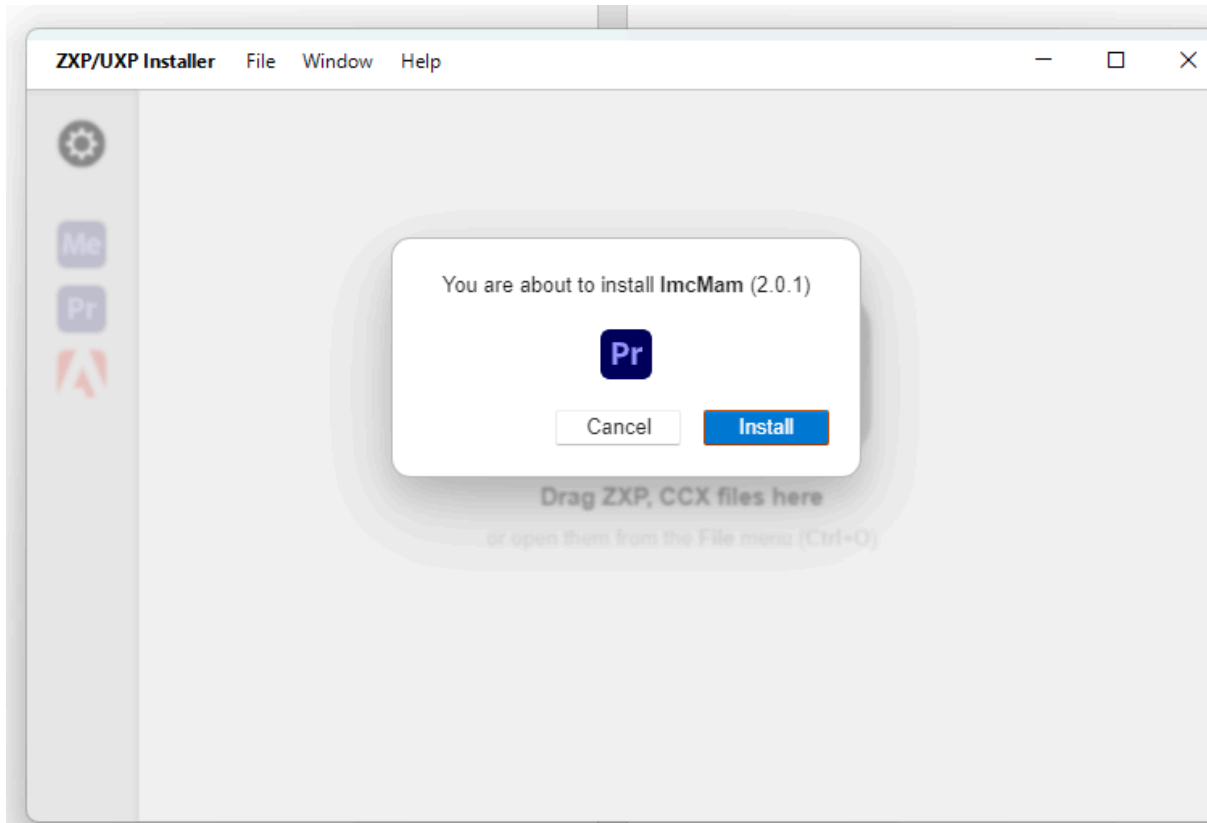 ZXP/UXP Installer File Window Help
Me
Pr
You are about to install ImcMam (2.0.1)
Pr
Cancel Install
Drag ZXP, CCX files here
or open them from the File menu (Ctrl+O)